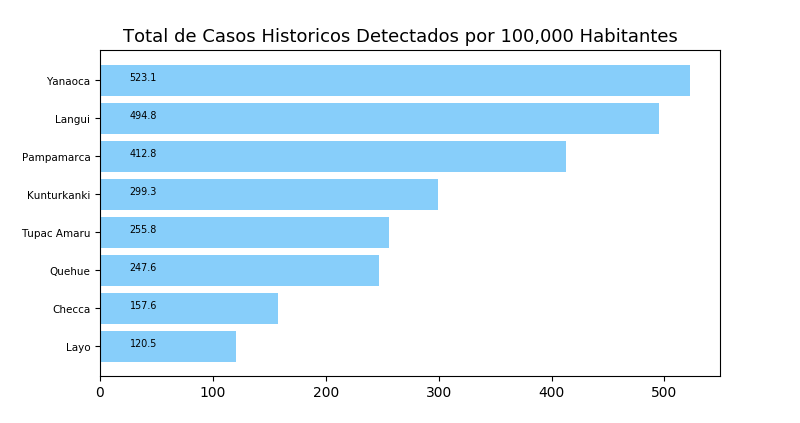 Total de Casos Historicos Detectados por 100,000 Habitantes
Yanaoca 523.1
Langui 494.8
Pampamarca 412.8
Kunturkanki 299.3
Tupac Amaru 255.8
Quehue 247.6
Checca 157.6
Layo 120.5
0 100 200 300 400 500